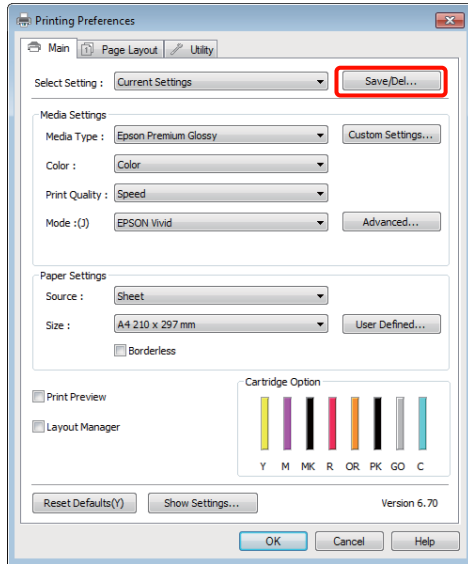 Printing Preferences
Main
Page Layout
Utility
Select Setting : Current Settings Save/Del...
Media Settings
Media Type : Epson Premium Glossy Custom Settings...
Color : Color
Print Quality : Speed
Mode :(J) EPSON Vivid Advanced...
Paper Settings
Source : Sheet
Size : A4 210 x 297 mm User Defined...
Borderless
Print Preview
Layout Manager
Cartridge Option
Y M MK R OR PK GO C
Reset Defaults(Y) Show Settings... Version 6.70
OK Cancel Help